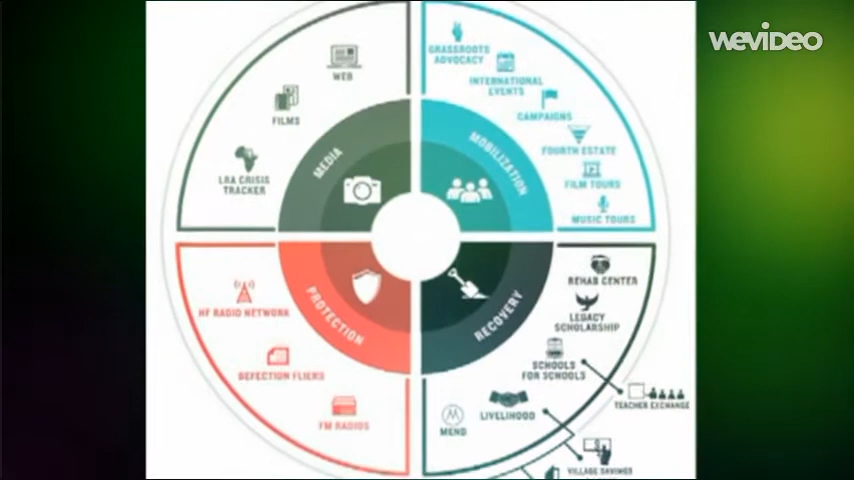 WEVIDEO
WEB
FILMS
LRA CRISIS
TRACKER
MEDIA
GRASSROOTS
ADVOCACY
INTERNATIONAL
EVENTS
CAMPAIGNS
FOURTH ESTATE
FILM TOURS
MUSIC TOURS
MOBILIZATION
PROTECTION
HF RADIO NETWORK
DEFECTION FLIERS
FM RADIOS
RECOVERY
REHAB CENTER
LEGACY
SCHOLARSHIP
SCHOOLS
FOR SCHOOLS
TEACHER EXCHANGE
LIVELIHOOD
MEND
VILLAGE SAVINGS